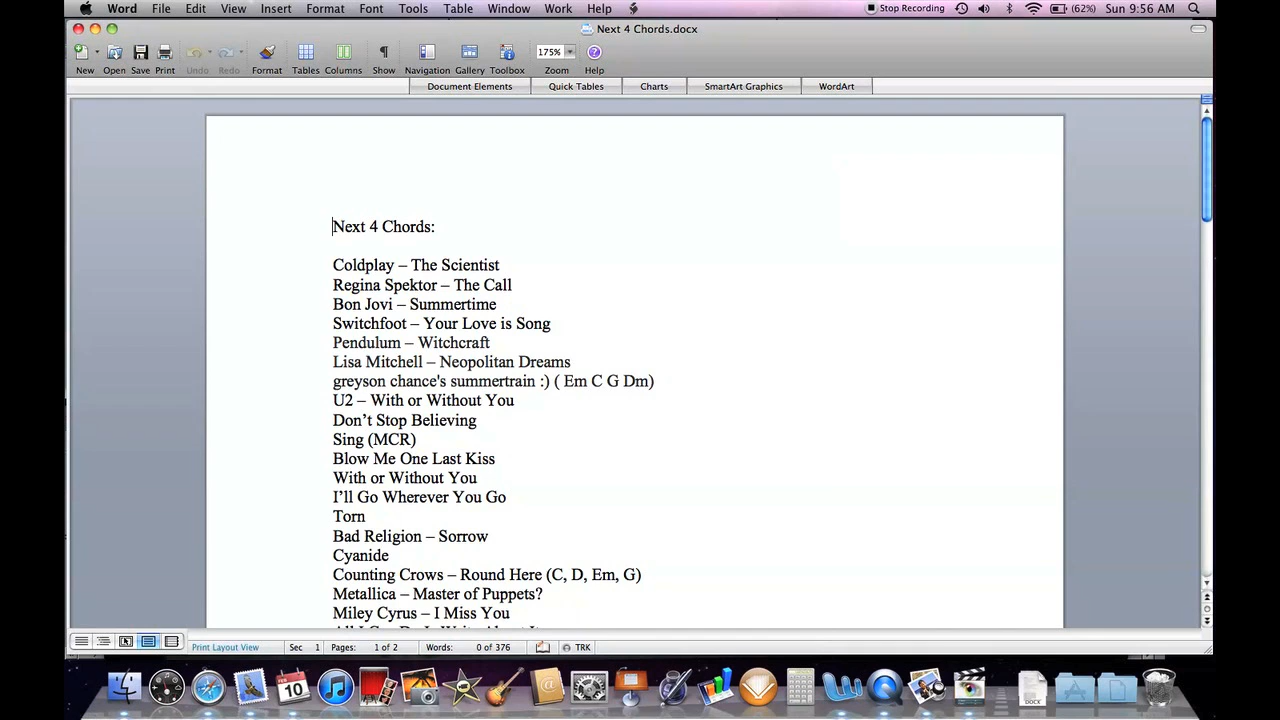 Word File Edit View Insert Format Font Tools Table Window Work Help Stop Recording (62%) Sun 9:56 AM
Next 4 Chords.docx
175%
New Open Save Print Undo Redo Format Tables Columns Show Navigation Gallery Toolbox Zoom Help
Document Elements Quick Tables Charts SmartArt Graphics WordArt
Next 4 Chords:
Coldplay – The Scientist
Regina Spektor – The Call
Bon Jovi – Summertime
Switchfoot – Your Love is Song
Pendulum – Witchcraft
Lisa Mitchell – Neopolitan Dreams
greyson chance's summertrain :) ( Em C G Dm)
U2 – With or Without You
Don’t Stop Believing
Sing (MCR)
Blow Me One Last Kiss
With or Without You
I’ll Go Wherever You Go
Torn
Bad Religion – Sorrow
Cyanide
Counting Crows – Round Here (C, D, Em, G)
Metallica – Master of Puppets?
Miley Cyrus – I Miss You
Print Layout View Sec 1 Pages: 1 of 2 Words: 0 of 376 TRK
FEB
10
DOCX